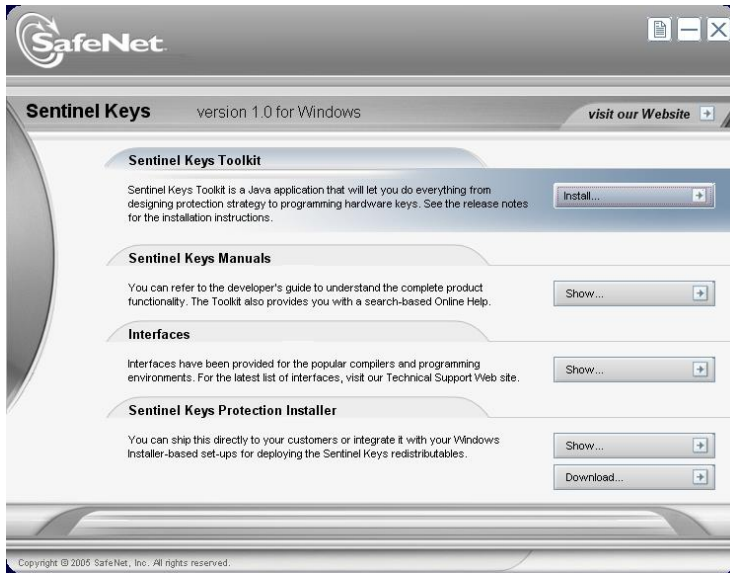 SafeNet
Sentinel Keys version 1.0 for Windows
visit our Website
Sentinel Keys Toolkit
Sentinel Keys Toolkit is a Java application that will let you do everything from
designing protection strategy to programming hardware keys. See the release notes
for the installation instructions.
Install...
Sentinel Keys Manuals
You can refer to the developer's guide to understand the complete product
functionality. The Toolkit also provides you with a search-based Online Help.
Show...
Interfaces
Interfaces have been provided for the popular compilers and programming
environments. For the latest list of interfaces, visit our Technical Support Web site.
Show...
Sentinel Keys Protection Installer
You can ship this directly to your customers or integrate it with your Windows
Installer-based set-ups for deploying the Sentinel Keys redistributables.
Show...
Download...
Copyright © 2005 SafeNet, Inc. All rights reserved.